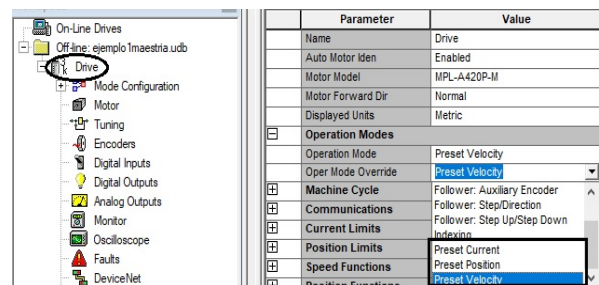 On-Line Drives
Off-line: ejemplo1maestria.udb
Drive
Mode Configuration
Motor
Tuning
Encoders
Digital Inputs
Digital Outputs
Analog Outputs
Monitor
Oscilloscope
Faults
DeviceNet
Parameter Value
Name Drive
Auto Motor Iden Enabled
Motor Model MPL-A420P-M
Motor Forward Dir Normal
Displayed Units Metric
Operation Modes
Operation Mode Preset Velocity
Oper Mode Override Preset Velocity
Machine Cycle
Communications
Current Limits
Position Limits
Speed Functions
Position Functions
Follower: Auxiliary Encoder
Follower: Step/Direction
Follower: Step Up/Step Down
Indexing
Preset Current
Preset Position
Preset Velocity